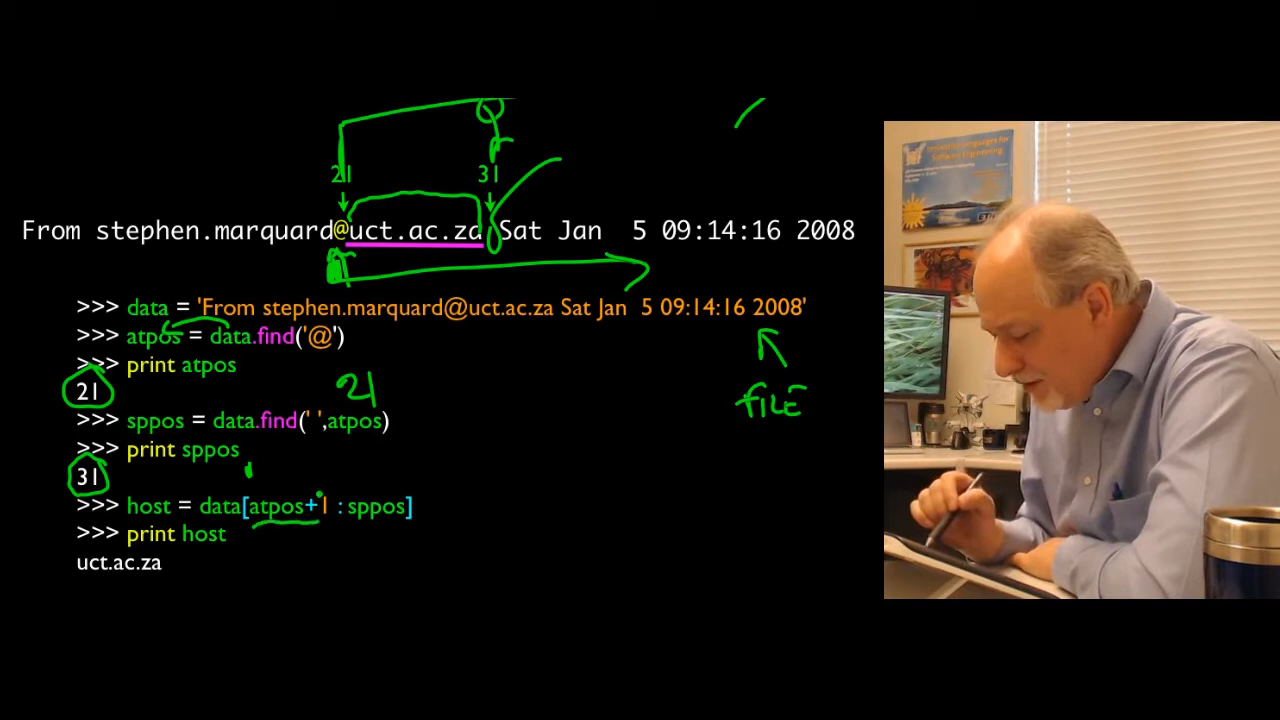 21 31
From stephen.marquard@uct.ac.za Sat Jan  5 09:14:16 2008
>>> data = 'From stephen.marquard@uct.ac.za Sat Jan  5 09:14:16 2008'
>>> atpos = data.find('@')
>>> print atpos
21
21
FILE
>>> sppos = data.find(' ',atpos)
>>> print sppos
31
>>> host = data[atpos+1 : sppos]
>>> print host
uct.ac.za